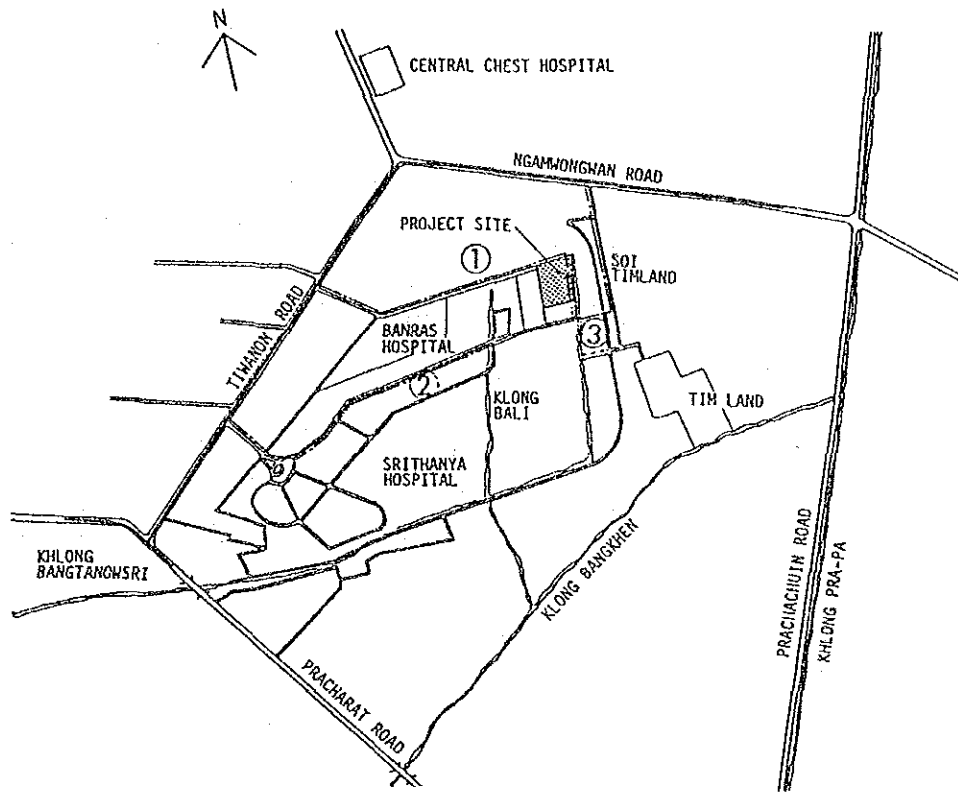 N
CENTRAL CHEST HOSPITAL
NGAMWONGWAN ROAD
PROJECT SITE
①
SOI
TIMLAND
TIWANON ROAD
BANRAS
HOSPITAL
③
②
KLONG
BALI
TIM LAND
SRITHANYA
HOSPITAL
KHLONG
BANGTANOWSRI
KLONG BANGKHEN
PRACHACHUIN ROAD
KHLONG PRA-PA
PRACHARAT ROAD